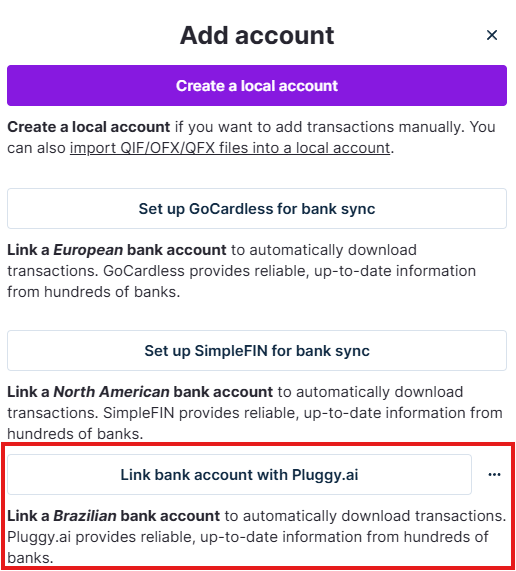 Add account
Create a local account
Create a local account if you want to add transactions manually. You
can also import QIF/OFX/QFX files into a local account.
Set up GoCardless for bank sync
Link a European bank account to automatically download
transactions. GoCardless provides reliable, up-to-date information
from hundreds of banks.
Set up SimpleFIN for bank sync
Link a North American bank account to automatically download
transactions. SimpleFIN provides reliable, up-to-date information from
hundreds of banks.
Link bank account with Pluggy.ai
Link a Brazilian bank account to automatically download transactions.
Pluggy.ai provides reliable, up-to-date information from hundreds of
banks.